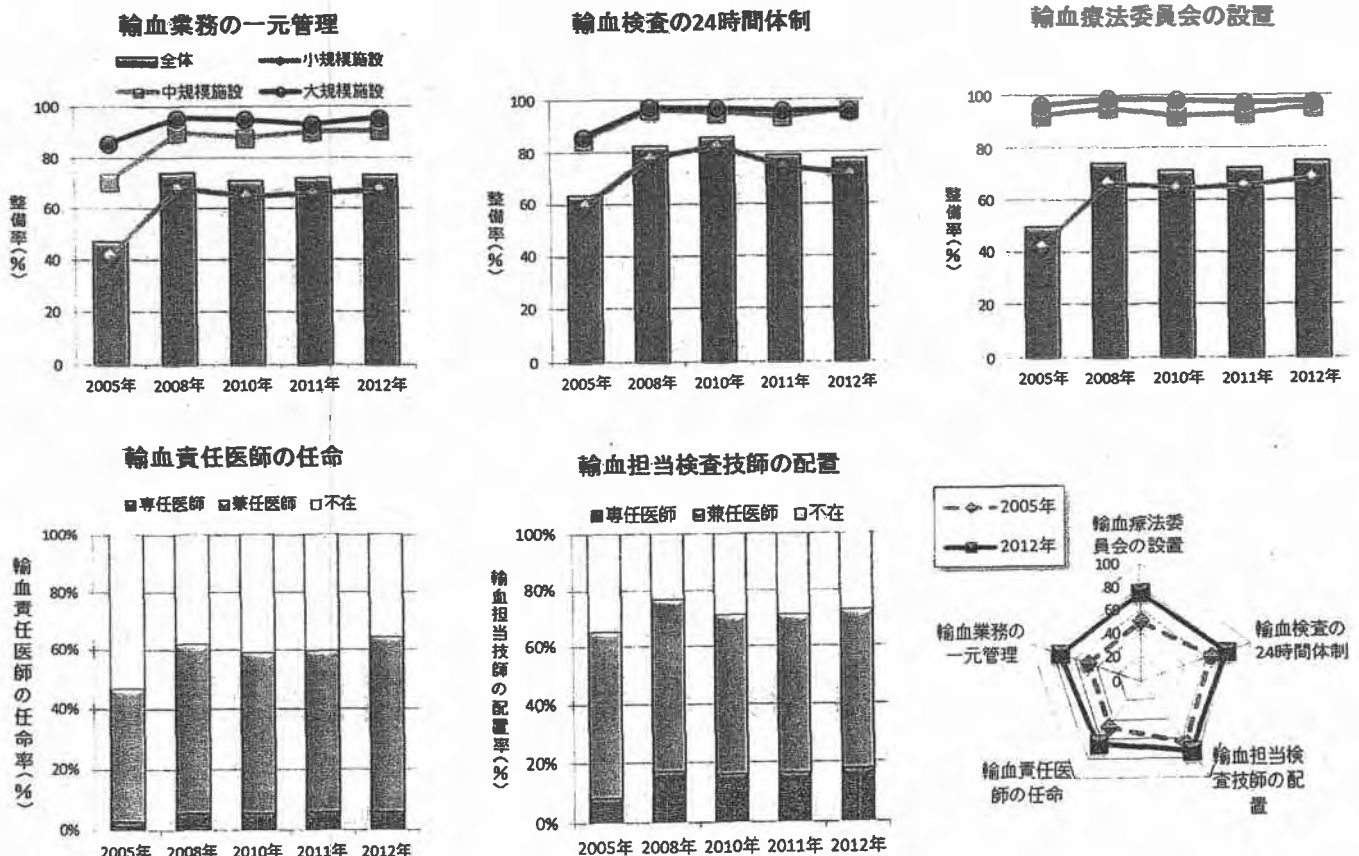 輸血業務の一元管理
全体 小規模施設
中規模施設 大規模施設
整備率(%)
100
80
60
40
20
0
2005年 2008年 2010年 2011年 2012年
輸血検査の24時間体制
整備率(%)
100
80
60
40
20
0
2005年 2008年 2010年 2011年 2012年
輸血療法委員会の設置
整備率(%)
100
80
60
40
20
0
2005年 2008年 2010年 2011年 2012年
輸血責任医師の任命
専任医師 兼任医師 不在
輸血責任医師の任命率(%)
100%
80%
60%
40%
20%
0%
2005年 2008年 2010年 2011年 2012年
輸血担当検査技師の配置
専任医師 兼任医師 不在
輸血担当技師の配置率(%)
100%
80%
60%
40%
20%
0%
2005年 2008年 2010年 2011年 2012年
2005年
2012年
輸血療法委
員会の設置
100
80
60
40
20
0
輸血検査の
24時間体制
輸血担当検
査技師の配
置
輸血責任医
師の任命
輸血業務の
一元管理